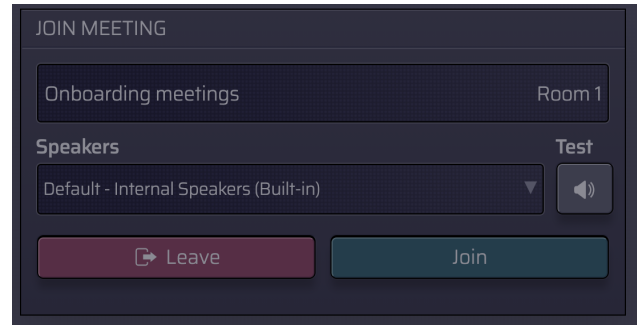 JOIN MEETING
Onboarding meetings Room 1
Speakers Test
Default - Internal Speakers (Built-in)
Leave Join